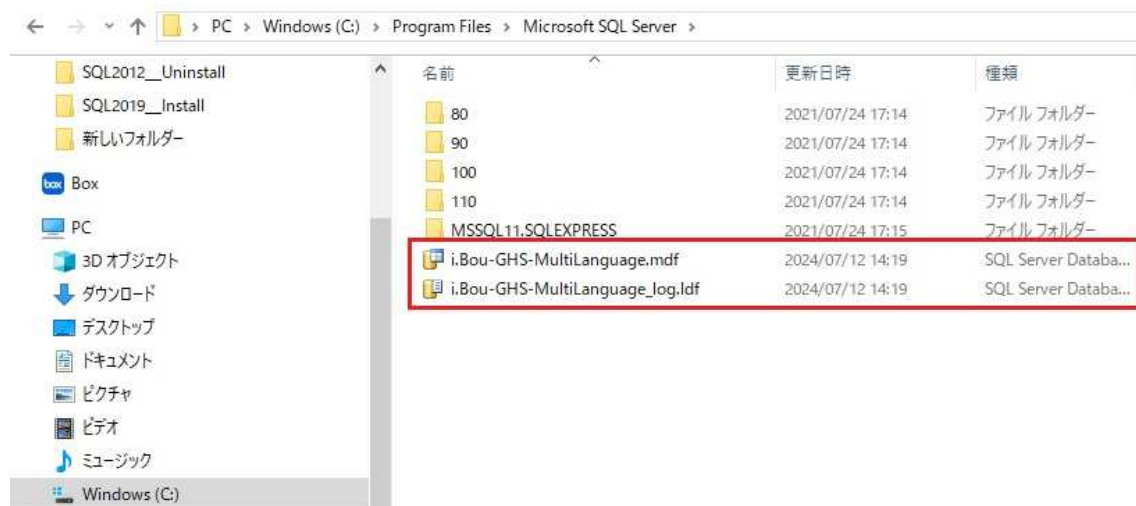 PC > Windows (C:) > Program Files > Microsoft SQL Server >
SQL2012__Uninstall
SQL2019__Install
新しいフォルダー
box Box
PC
3D オブジェクト
ダウンロード
デスクトップ
ドキュメント
ピクチャ
ビデオ
ミュージック
Windows (C:)
名前 更新日時 種類
80 2021/07/24 17:14 ファイル フォルダー
90 2021/07/24 17:14 ファイル フォルダー
100 2021/07/24 17:14 ファイル フォルダー
110 2021/07/24 17:14 ファイル フォルダー
MSSQL11.SQLEXPRESS 2021/07/24 17:15 ファイル フォルダー
i.Bou-GHS-MultiLanguage.mdf 2024/07/12 14:19 SQL Server Databa...
i.Bou-GHS-MultiLanguage_log.ldf 2024/07/12 14:19 SQL Server Databa...